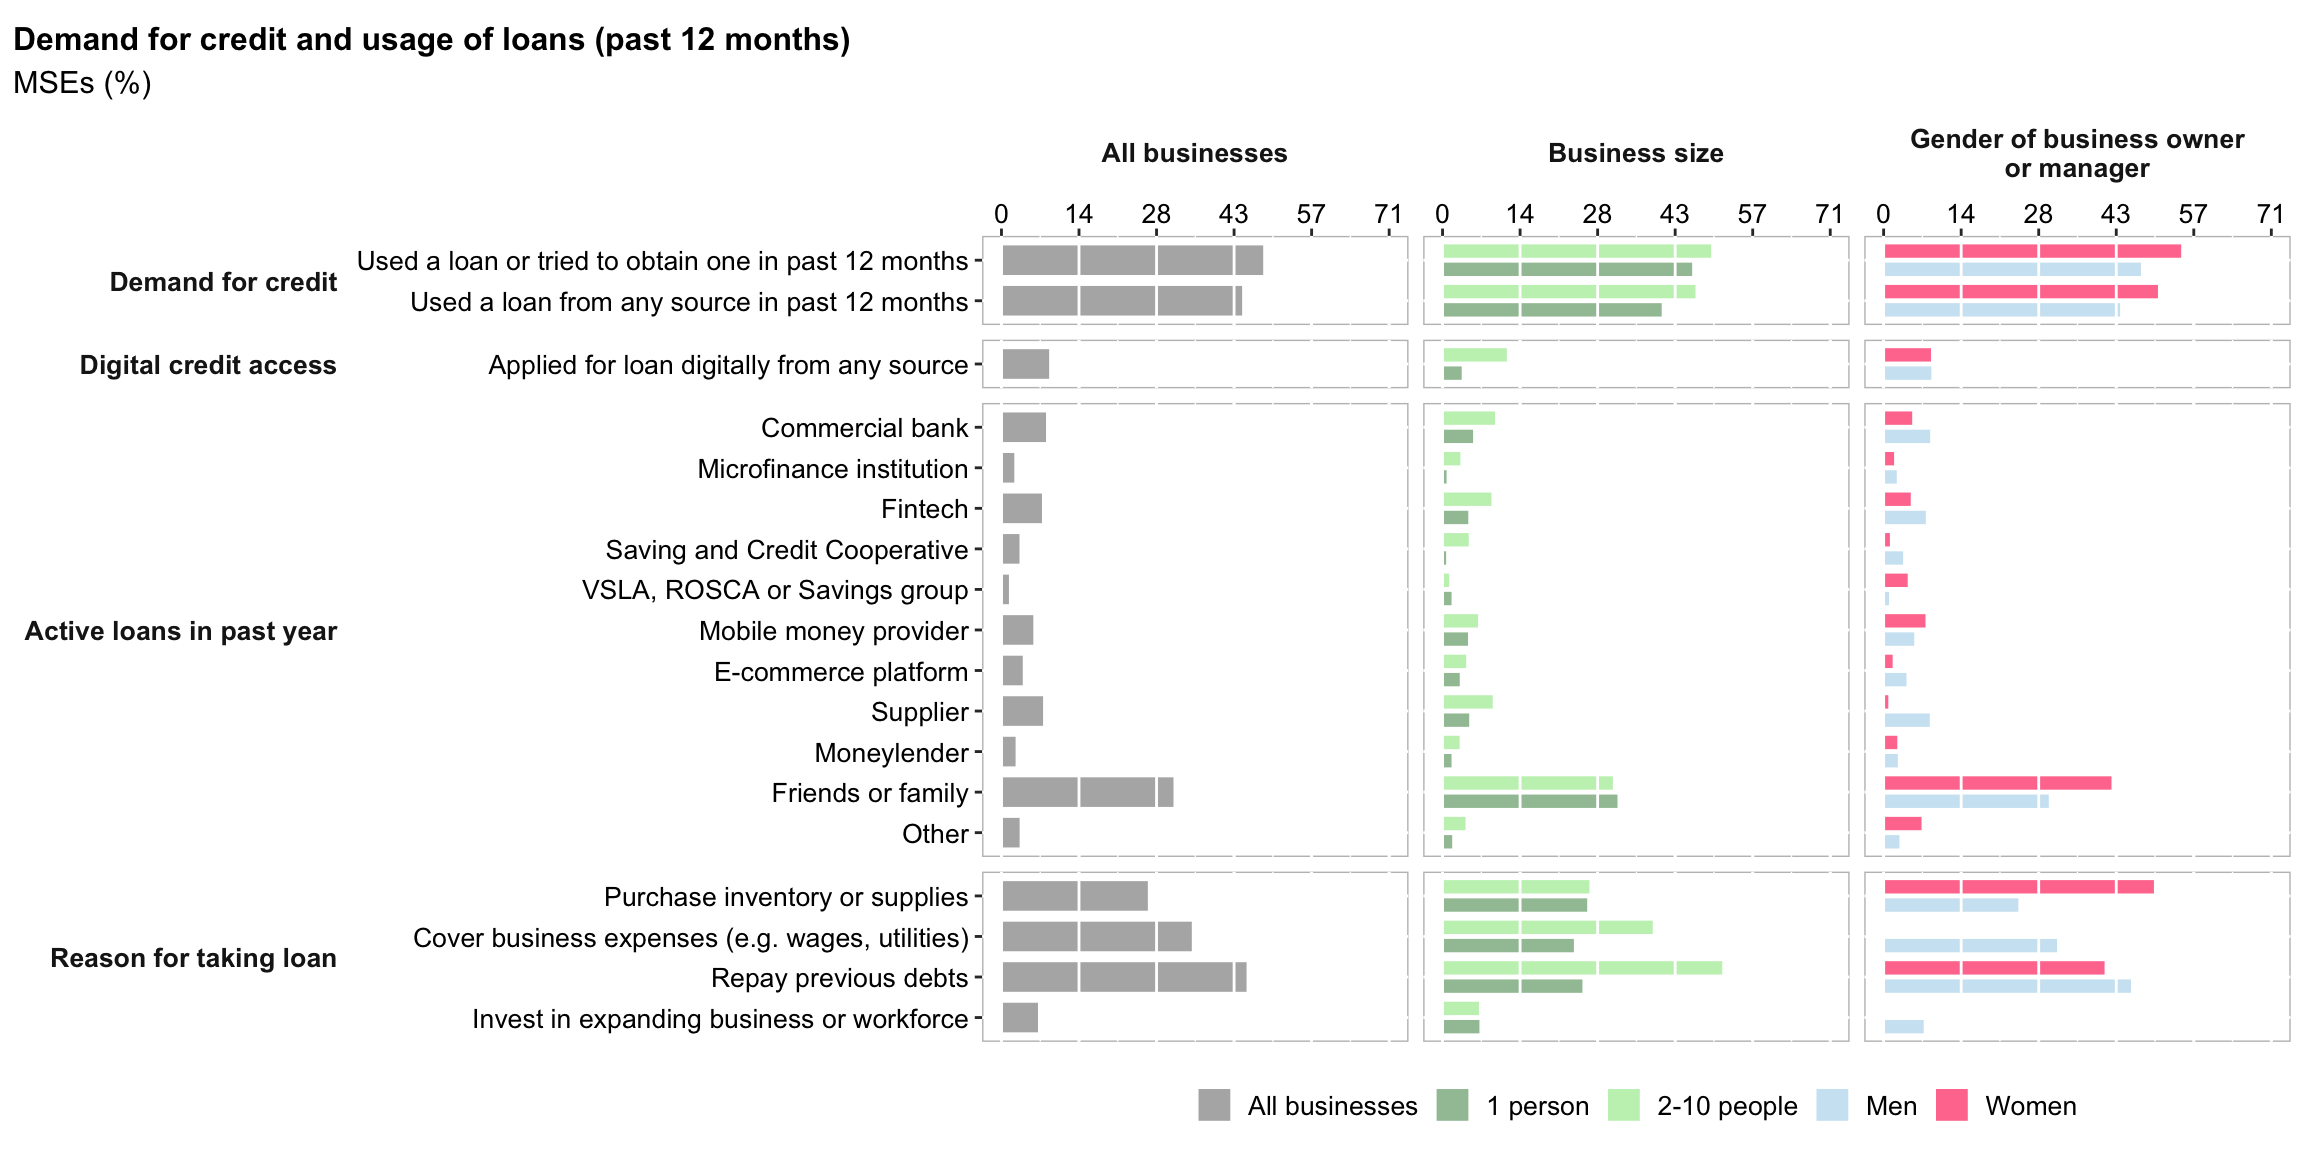 Demand for credit and usage of loans (past 12 months)
MSEs (%)
All businesses
Business size
Gender of business owner
or manager
0 14 28 43 57 71
0 14 28 43 57 71
0 14 28 43 57 71
Demand for credit
Used a loan or tried to obtain one in past 12 months
Used a loan from any source in past 12 months
Digital credit access
Applied for loan digitally from any source
Active loans in past year
Commercial bank
Microfinance institution
Fintech
Saving and Credit Cooperative
VSLA, ROSCA or Savings group
Mobile money provider
E-commerce platform
Supplier
Moneylender
Friends or family
Other
Reason for taking loan
Purchase inventory or supplies
Cover business expenses (e.g. wages, utilities)
Repay previous debts
Invest in expanding business or workforce
All businesses 1 person 2-10 people Men Women